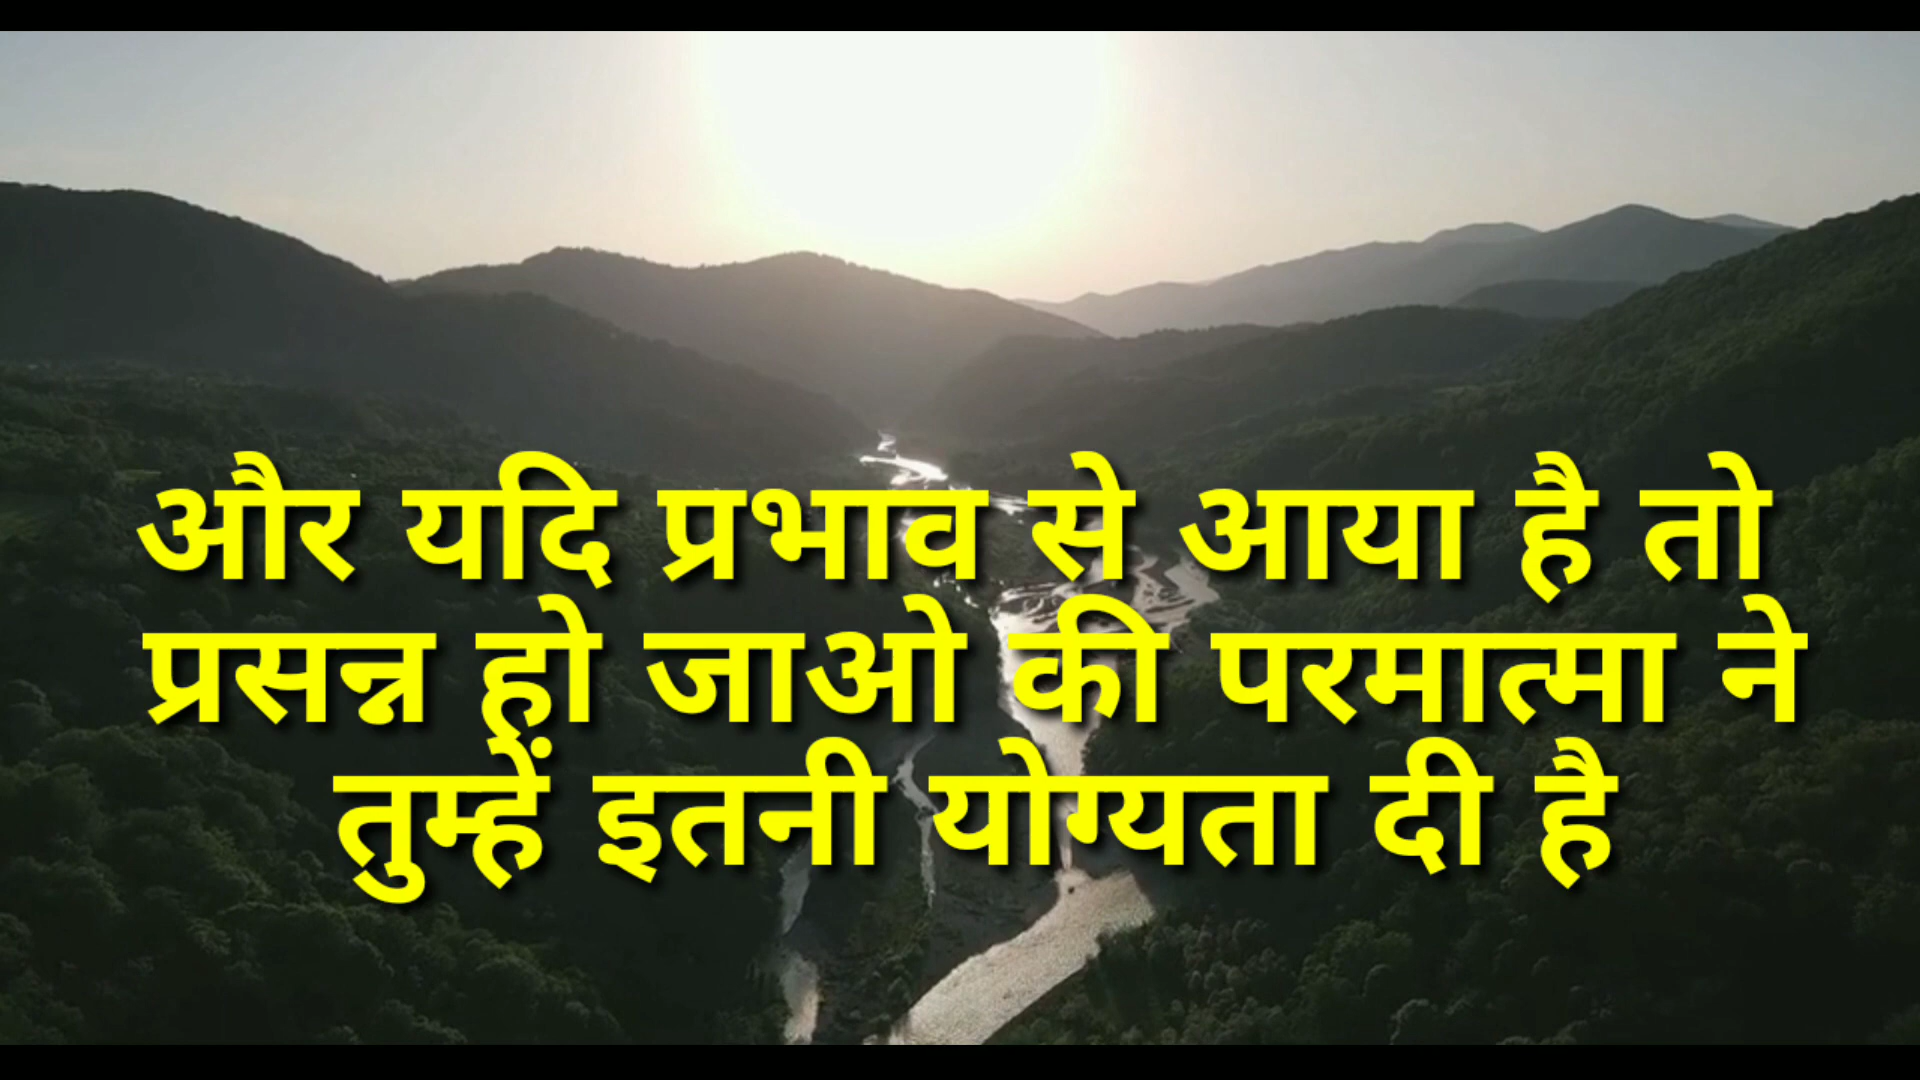 और यदि प्रभाव से आया है तो
प्रसन्न हो जाओ की परमात्मा ने
तुम्हें इतनी योग्यता दी है